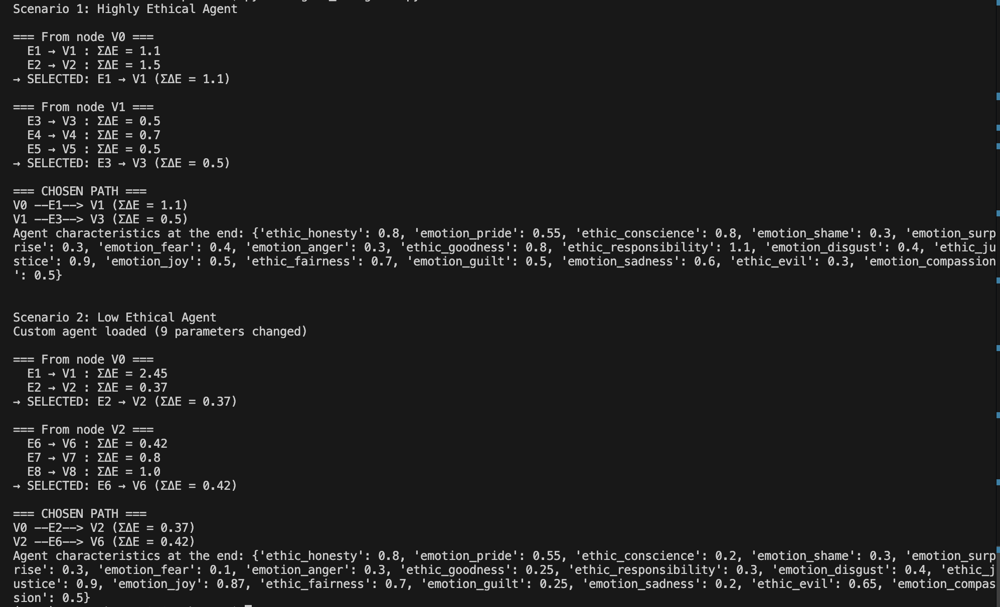 Scenario 1: Highly Ethical Agent
=== From node V0 ===
E1 → V1 : ΣΔE = 1.1
E2 → V2 : ΣΔE = 1.5
→ SELECTED: E1 → V1 (ΣΔE = 1.1)
=== From node V1 ===
E3 → V3 : ΣΔE = 0.5
E4 → V4 : ΣΔE = 0.7
E5 → V5 : ΣΔE = 0.5
→ SELECTED: E3 → V3 (ΣΔE = 0.5)
=== CHOSEN PATH ===
V0 --E1--> V1 (ΣΔE = 1.1)
V1 --E3--> V3 (ΣΔE = 0.5)
Agent characteristics at the end: {'ethic_honesty': 0.8, 'emotion_pride': 0.55, 'ethic_conscience': 0.8, 'emotion_shame': 0.3, 'emotion_surp
rise': 0.3, 'emotion_fear': 0.4, 'emotion_anger': 0.3, 'ethic_goodness': 0.8, 'ethic_responsibility': 1.1, 'emotion_disgust': 0.4, 'ethic_ju
stice': 0.9, 'emotion_joy': 0.5, 'ethic_fairness': 0.7, 'emotion_guilt': 0.5, 'emotion_sadness': 0.6, 'ethic_evil': 0.3, 'emotion_compassion
': 0.5}
Scenario 2: Low Ethical Agent
Custom agent loaded (9 parameters changed)
=== From node V0 ===
E1 → V1 : ΣΔE = 2.45
E2 → V2 : ΣΔE = 0.37
→ SELECTED: E2 → V2 (ΣΔE = 0.37)
=== From node V2 ===
E6 → V6 : ΣΔE = 0.42
E7 → V7 : ΣΔE = 0.8
E8 → V8 : ΣΔE = 1.0
→ SELECTED: E6 → V6 (ΣΔE = 0.42)
=== CHOSEN PATH ===
V0 --E2--> V2 (ΣΔE = 0.37)
V2 --E6--> V6 (ΣΔE = 0.42)
Agent characteristics at the end: {'ethic_honesty': 0.8, 'emotion_pride': 0.55, 'ethic_conscience': 0.2, 'emotion_shame': 0.3, 'emotion_surp
rise': 0.3, 'emotion_fear': 0.1, 'emotion_anger': 0.3, 'ethic_goodness': 0.25, 'ethic_responsibility': 0.3, 'emotion_disgust': 0.4, 'ethic_j
ustice': 0.9, 'emotion_joy': 0.87, 'ethic_fairness': 0.7, 'emotion_guilt': 0.25, 'emotion_sadness': 0.2, 'ethic_evil': 0.65, 'emotion_compas
sion': 0.5}